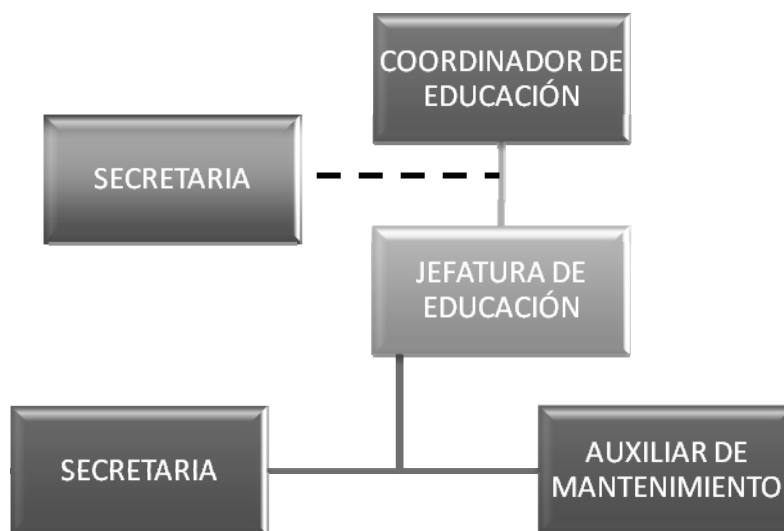 COORDINADOR DE
EDUCACIÓN
SECRETARIA
JEFATURA DE
EDUCACIÓN
SECRETARIA
AUXILIAR DE
MANTENIMIENTO